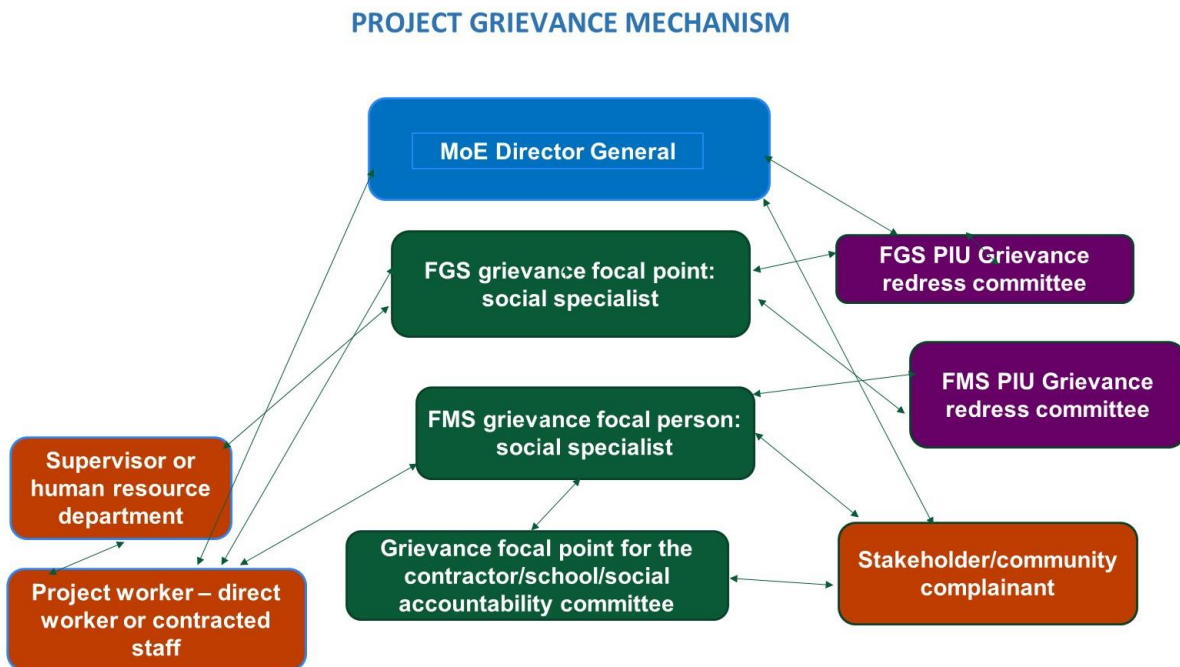 PROJECT GRIEVANCE MECHANISM
MoE Director General
FGS grievance focal point:
social specialist
FGS PIU Grievance
redress committee
FMS PIU Grievance
redress committee
FMS grievance focal person:
social specialist
Supervisor or
human resource
department
Grievance focal point for the
contractor/school/social
accountability committee
Stakeholder/community
complainant
Project worker – direct
worker or contracted
staff